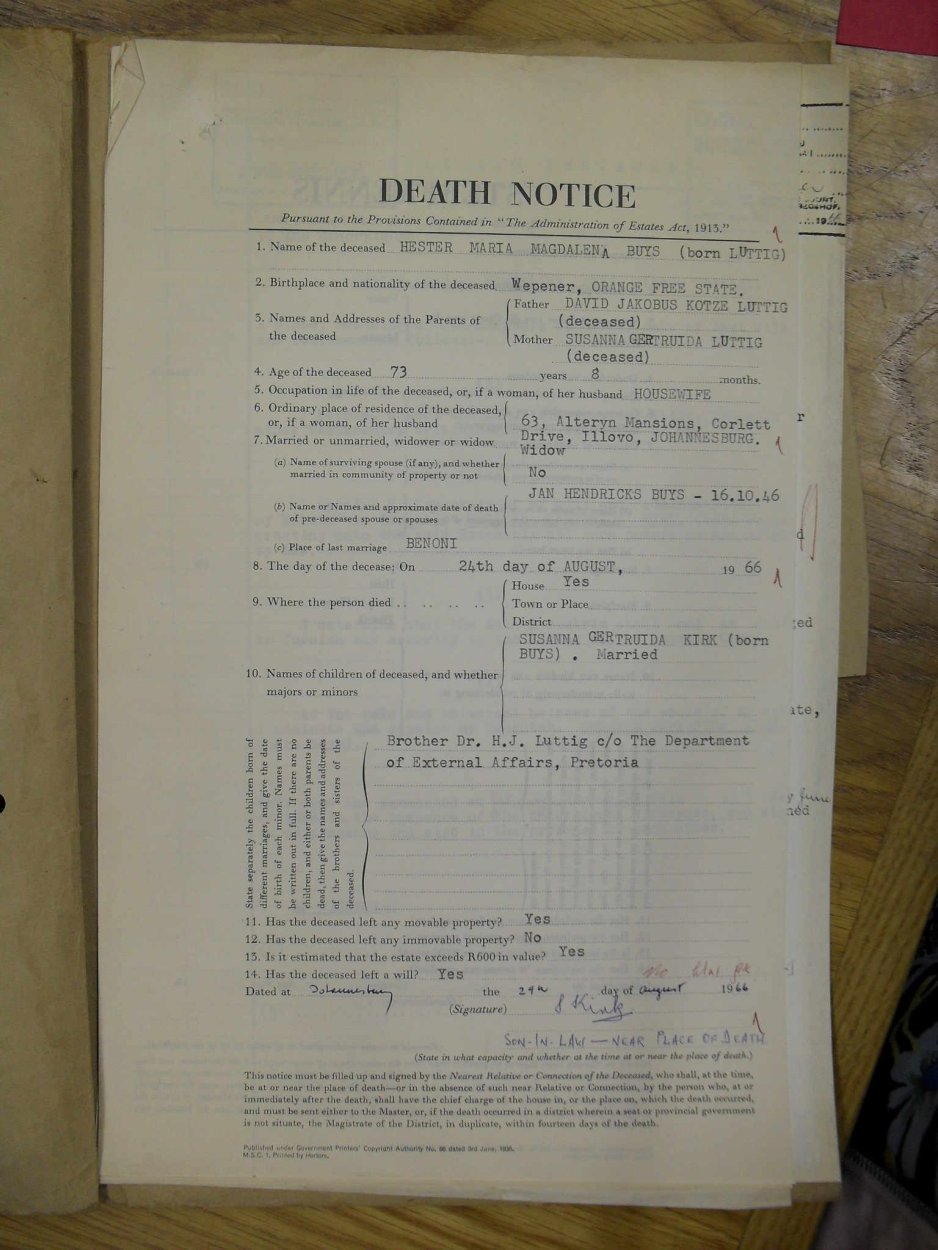 DEATH NOTICE
Pursuant to the Provisions Contained in "The Administration of Estates Act, 1913."
1. Name of the deceased HESTER MARIA MAGDALENA BUYS (born LUTTIG)
2. Birthplace and nationality of the deceased Wepener, ORANGE FREE STATE.
3. Names and Addresses of the Parents of the deceased
Father DAVID JAKOBUS KOTZE LUTTIG
(deceased)
Mother SUSANNA GERTRUIDA LUTTIG
(deceased)
4. Age of the deceased 73 years 8 months.
5. Occupation in life of the deceased, or, if a woman, of her husband HOUSEWIFE
6. Ordinary place of residence of the deceased,
or, if a woman, of her husband
63, Alteryn Mansions, Corlett
Drive, Illovo, JOHANNESBURG.
7. Married or unmarried, widower or widow
Widow
(a) Name of surviving spouse (if any), and whether
married in community of property or not
No
JAN HENDRICKS BUYS - 16.10.46
(b) Name or Names and approximate date of death
of pre-deceased spouse or spouses
(c) Place of last marriage BENONI
8. The day of the decease: On 24th day of AUGUST, 19 66
9. Where the person died .. .. .. ..
House Yes
Town or Place
District
10. Names of children of deceased, and whether
majors or minors
SUSANNA GERTRUIDA KIRK (born
BUYS) . Married
State separately the children born of
different marriages, and give the date
of birth of each minor. Names must
be written out in full. If there are no
children, and either or both parents be
dead, then give the names and addresses
of the brothers and sisters of the
deceased.
Brother Dr. H.J. Luttig c/o The Department
of External Affairs, Pretoria
11. Has the deceased left any movable property? Yes
12. Has the deceased left any immovable property? No
13. Is it estimated that the estate exceeds R600 in value? Yes
14. Has the deceased left a will? Yes
Dated at Johannesburg the 29th day of August 1966
(Signature) S Kirk
SON-IN-LAW — NEAR PLACE OF DEATH
(State in what capacity and whether at the time at or near the place of death.)
This notice must be filled up and signed by the Nearest Relative or Connection of the Deceased, who shall, at the time,
be at or near the place of death—or in the absence of such near Relative or Connection, by the person who, at or
immediately after the death, shall have the chief charge of the house in, or the place on, which the death occurred,
and must be sent either to the Master, or, if the death occurred in a district wherein a seat or provincial government
is not situate, the Magistrate of the District, in duplicate, within fourteen days of the death.
Published under Government Printers' Copyright Authority No. 66 dated 3rd June, 1935.
M.S.C. 1. Printed by Hortors.